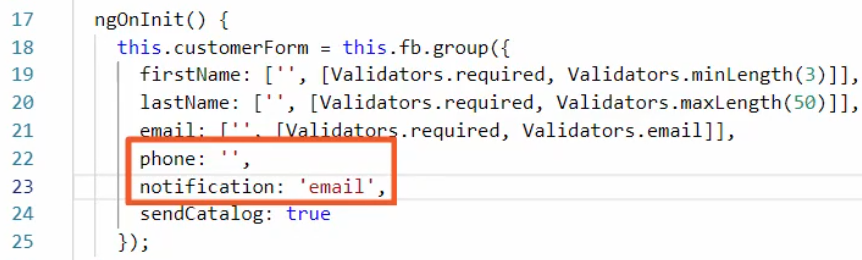 17 ngOnInit() {
18 this.customerForm = this.fb.group({
19 firstName: ['', [Validators.required, Validators.minLength(3)]],
20 lastName: ['', [Validators.required, Validators.maxLength(50)]],
21 email: ['', [Validators.required, Validators.email]],
22 phone: '',
23 notification: 'email',
24 sendCatalog: true
25 });